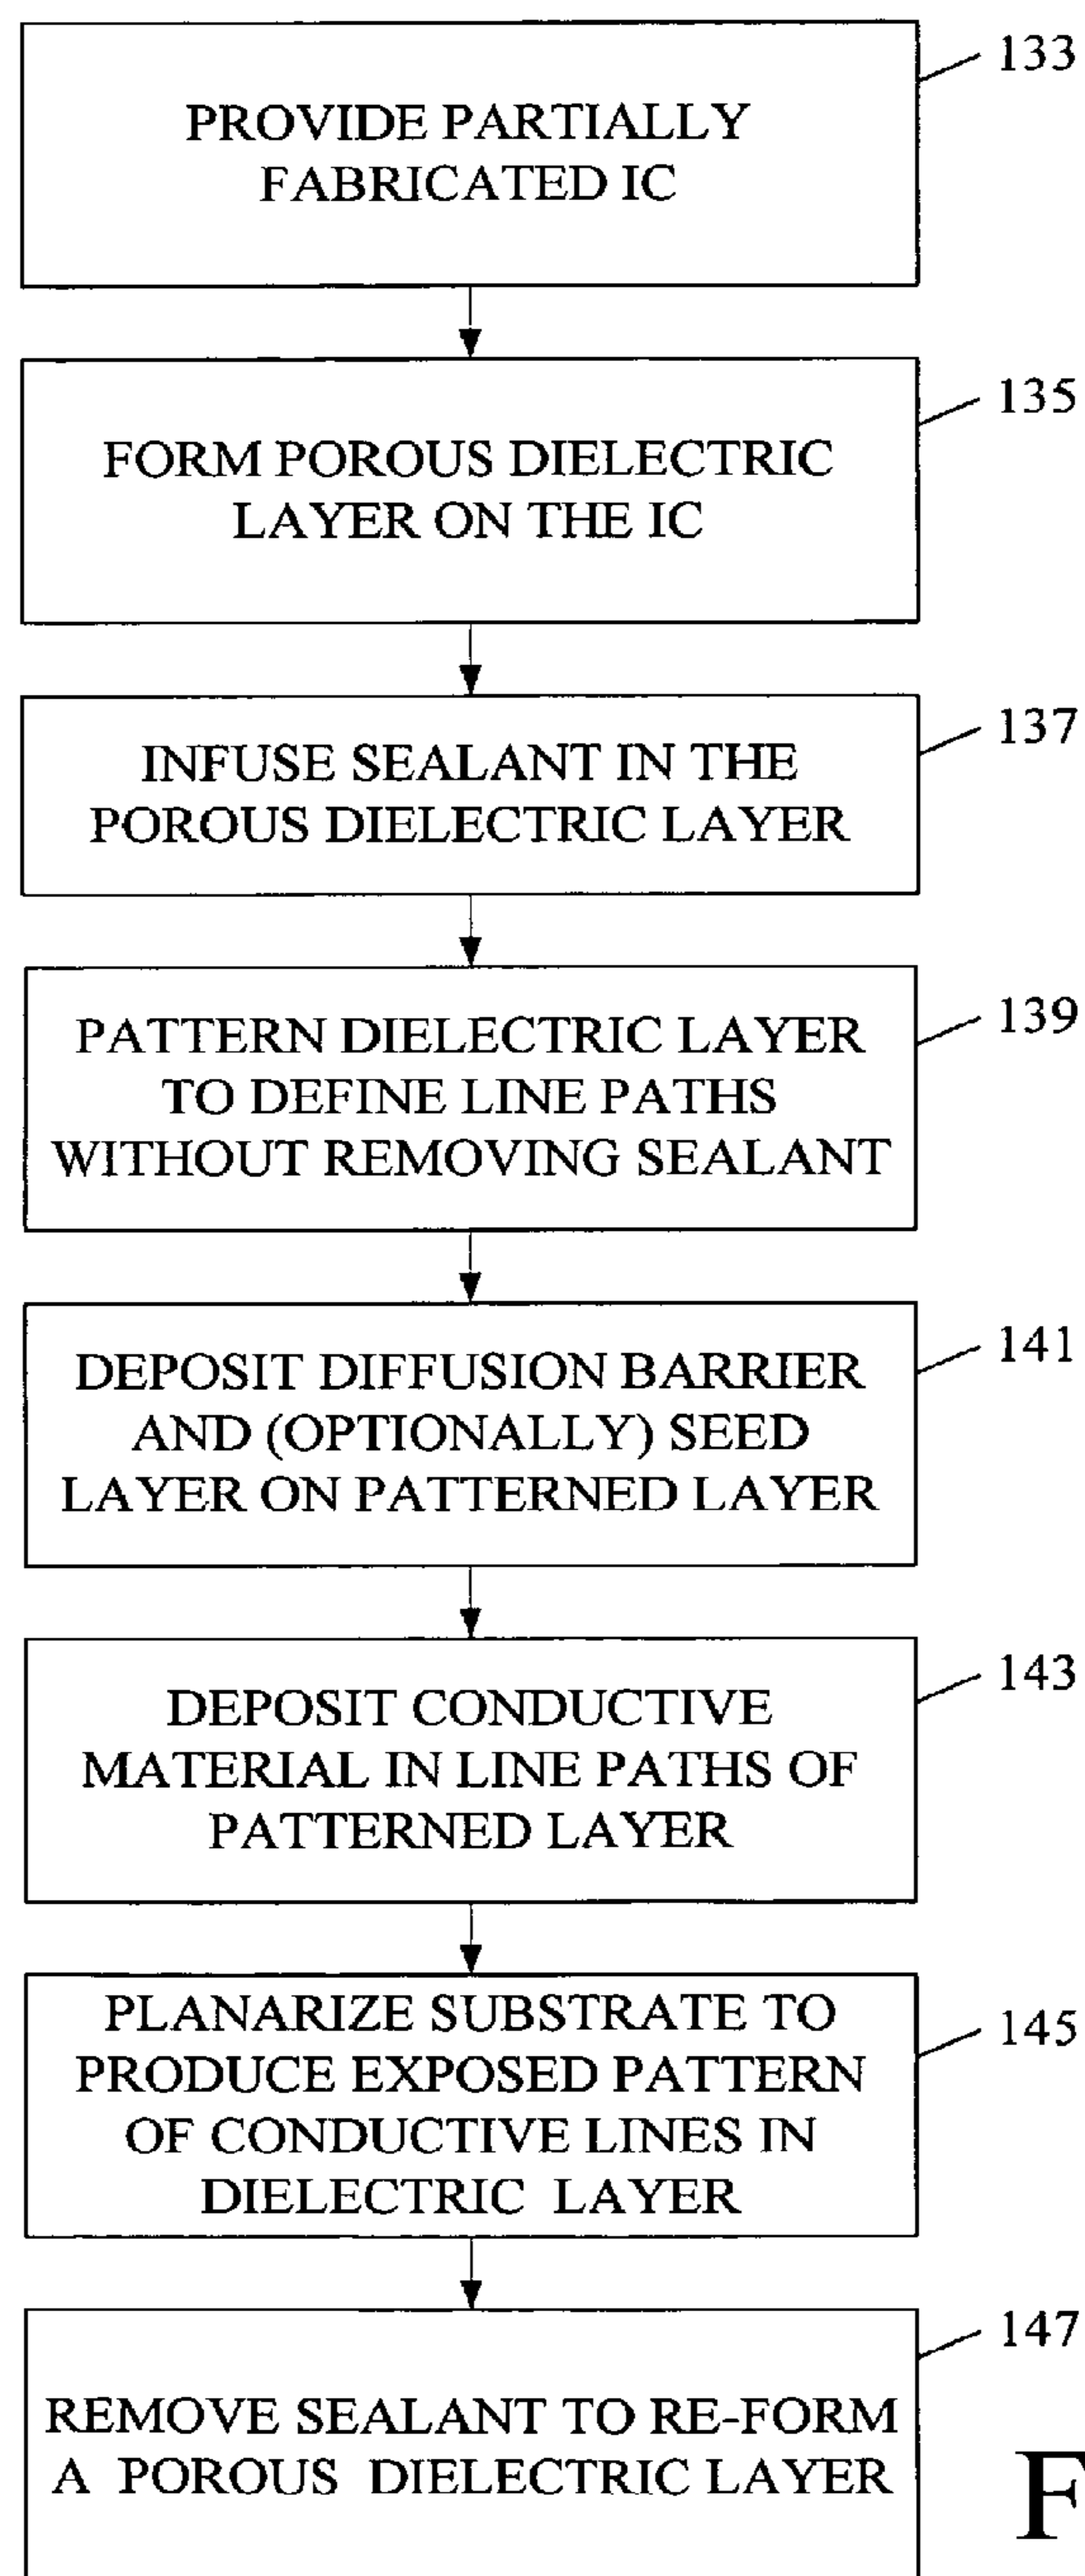 133
PROVIDE PARTIALLY
FABRICATED IC
135
FORM POROUS DIELECTRIC
LAYER ON THE IC
137
INFUSE SEALANT IN THE
POROUS DIELECTRIC LAYER
139
PATTERN DIELECTRIC LAYER
TO DEFINE LINE PATHS
WITHOUT REMOVING SEALANT
141
DEPOSIT DIFFUSION BARRIER
AND (OPTIONALLY) SEED
LAYER ON PATTERNED LAYER
143
DEPOSIT CONDUCTIVE
MATERIAL IN LINE PATHS OF
PATTERNED LAYER
145
PLANARIZE SUBSTRATE TO
PRODUCE EXPOSED PATTERN
OF CONDUCTIVE LINES IN
DIELECTRIC LAYER
147
REMOVE SEALANT TO RE-FORM
A POROUS DIELECTRIC LAYER
F